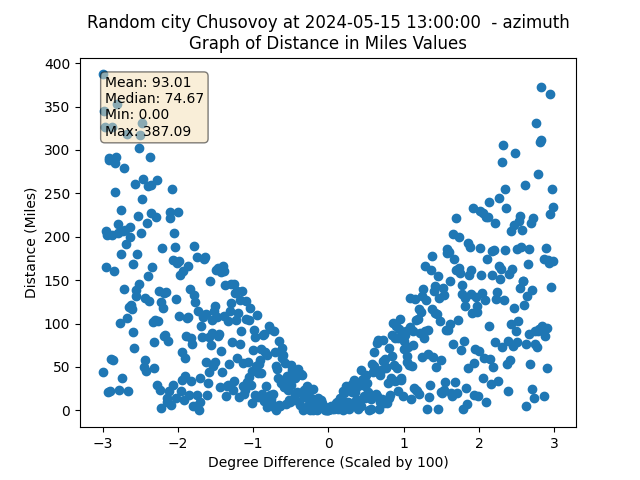 Random city Chusovoy at 2024-05-15 13:00:00 - azimuth
Graph of Distance in Miles Values
400
350
300
250
200
150
100
50
0
Distance (Miles)
Mean: 93.01
Median: 74.67
Min: 0.00
Max: 387.09
−3
−2
−1
0
1
2
3
Degree Difference (Scaled by 100)